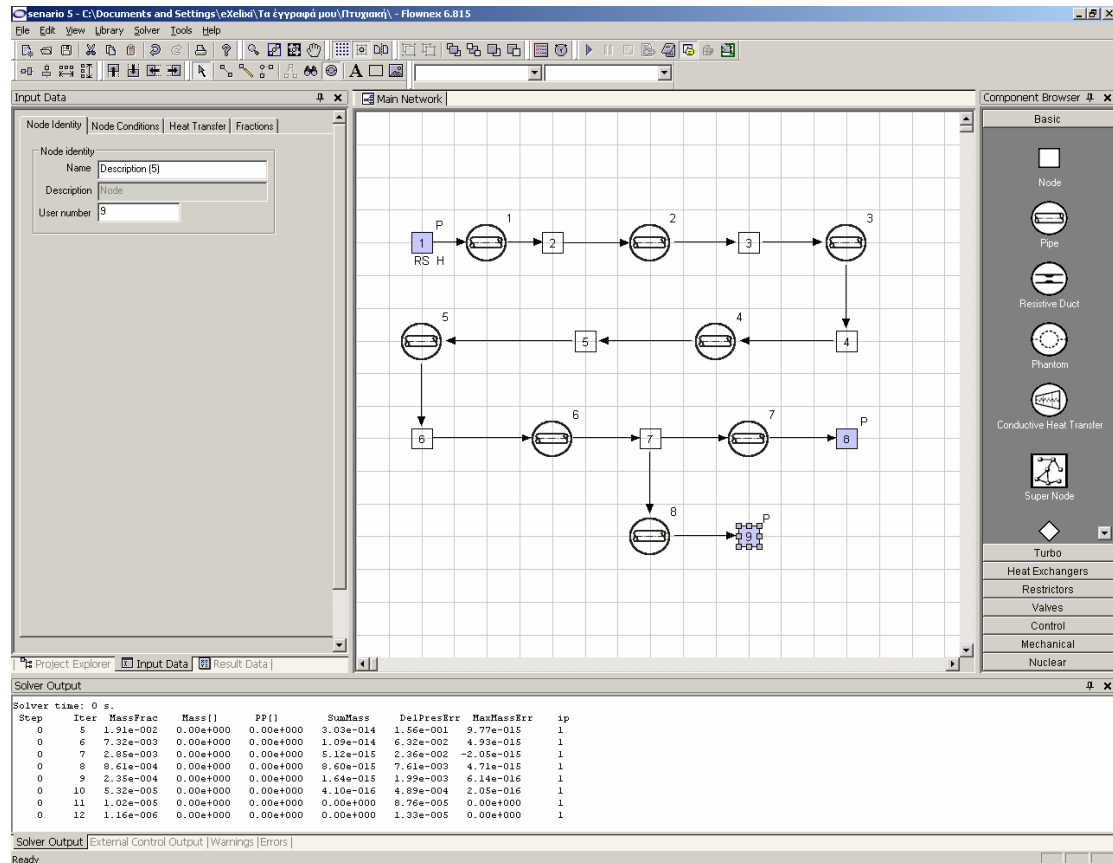 senario 5 - C:\Documents and Settings\eXelixi\Τα έγγραφά μου\Πτυχιακή\ - Flownex 6.815
File Edit View Library Solver Tools Help
Input Data
Main Network
Component Browser
Node Identity Node Conditions Heat Transfer Fractions
Node identity
Name Description (5)
Description Node
User number 9
1 P RS H
1
2
2
3
3
5
5
4
4
6
6
7
7
8 P
8
9 P
Basic
Node
Pipe
Resistive Duct
Phantom
Conductive Heat Transfer
Super Node
Turbo
Heat Exchangers
Restrictors
Valves
Control
Mechanical
Nuclear
Project Explorer Input Data Result Data
Solver Output
Solver time: 0 s.
Step Iter MassFrac Mass[] PP[] SumMass DelPresErr MaxMassErr ip
0 5 1.91e-002 0.00e+000 0.00e+000 3.03e-014 1.56e-001 9.77e-015 1
0 6 7.32e-003 0.00e+000 0.00e+000 1.09e-014 6.32e-002 4.93e-015 1
0 7 2.85e-003 0.00e+000 0.00e+000 5.12e-015 2.36e-002 -2.05e-015 1
0 8 8.61e-004 0.00e+000 0.00e+000 8.60e-015 7.61e-003 4.71e-015 1
0 9 2.35e-004 0.00e+000 0.00e+000 1.64e-015 1.99e-003 6.14e-016 1
0 10 5.32e-005 0.00e+000 0.00e+000 4.10e-016 4.89e-004 2.05e-016 1
0 11 1.02e-005 0.00e+000 0.00e+000 0.00e+000 8.76e-005 0.00e+000 1
0 12 1.16e-006 0.00e+000 0.00e+000 0.00e+000 1.33e-005 0.00e+000 1
Solver Output External Control Output Warnings Errors
Ready